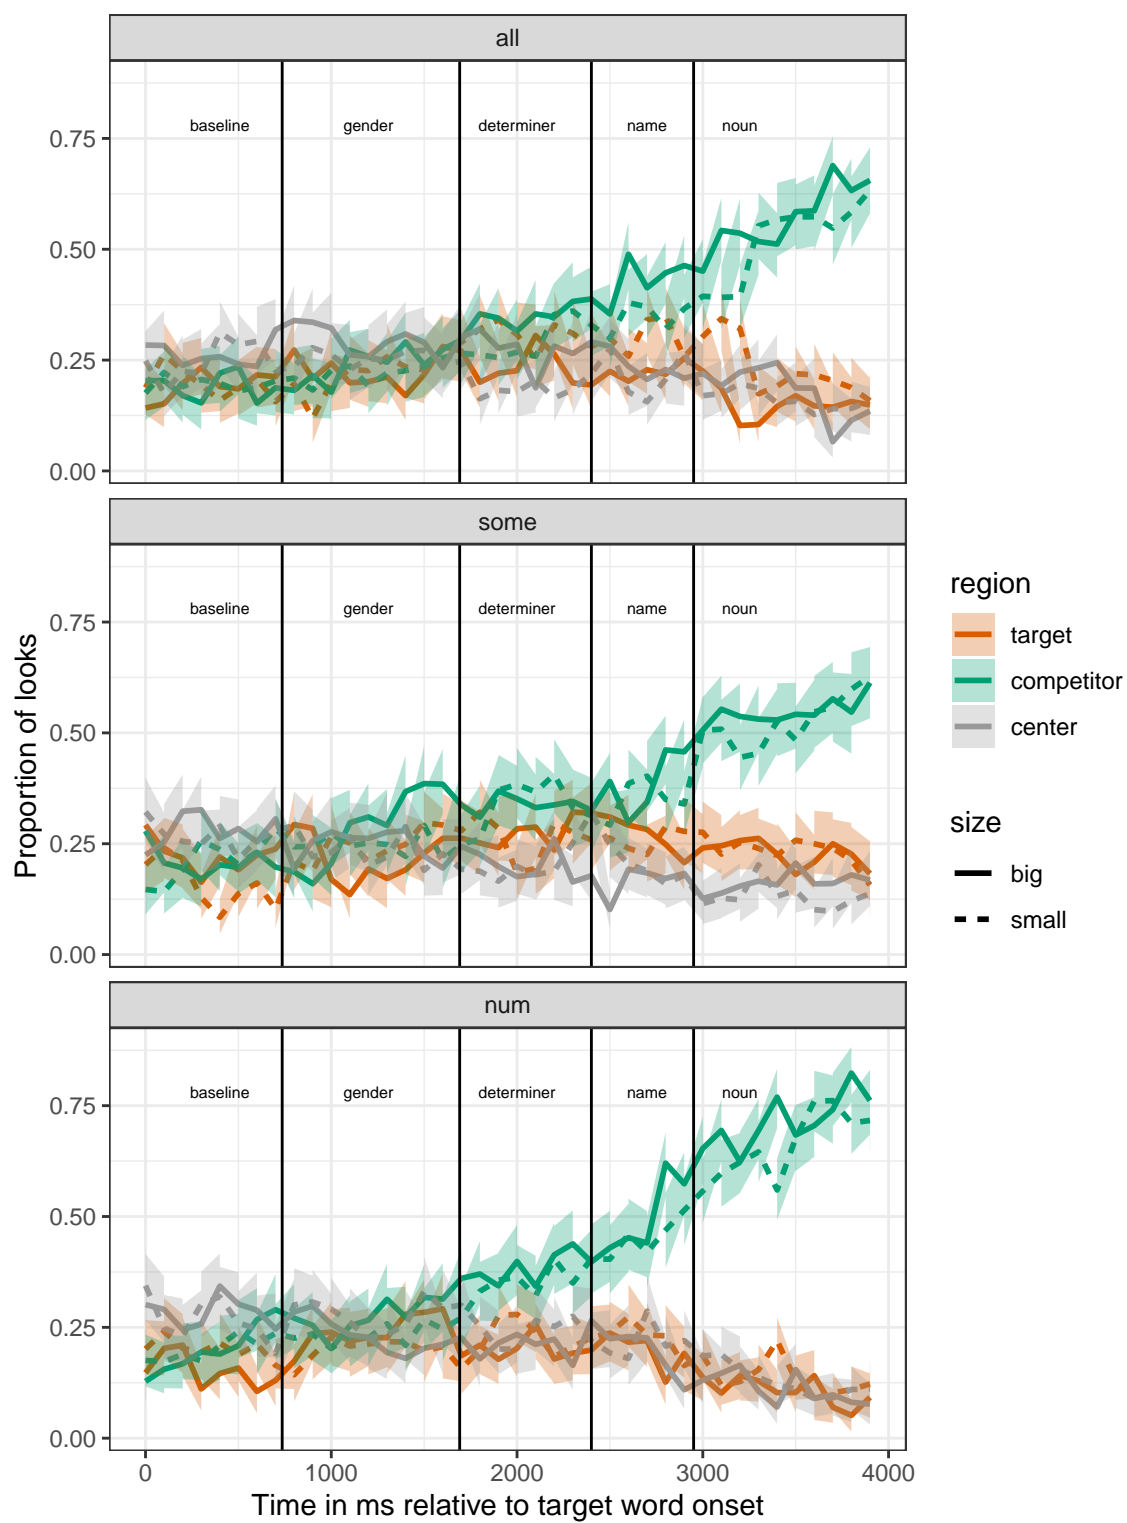 all
baseline gender determiner name noun
0.75
0.50
0.25
0.00
some
baseline gender determiner name noun
0.75
0.50
0.25
0.00
num
baseline gender determiner name noun
0.75
0.50
0.25
0.00
0 1000 2000 3000 4000
Time in ms relative to target word onset
Proportion of looks
region
target
competitor
center
size
big
small